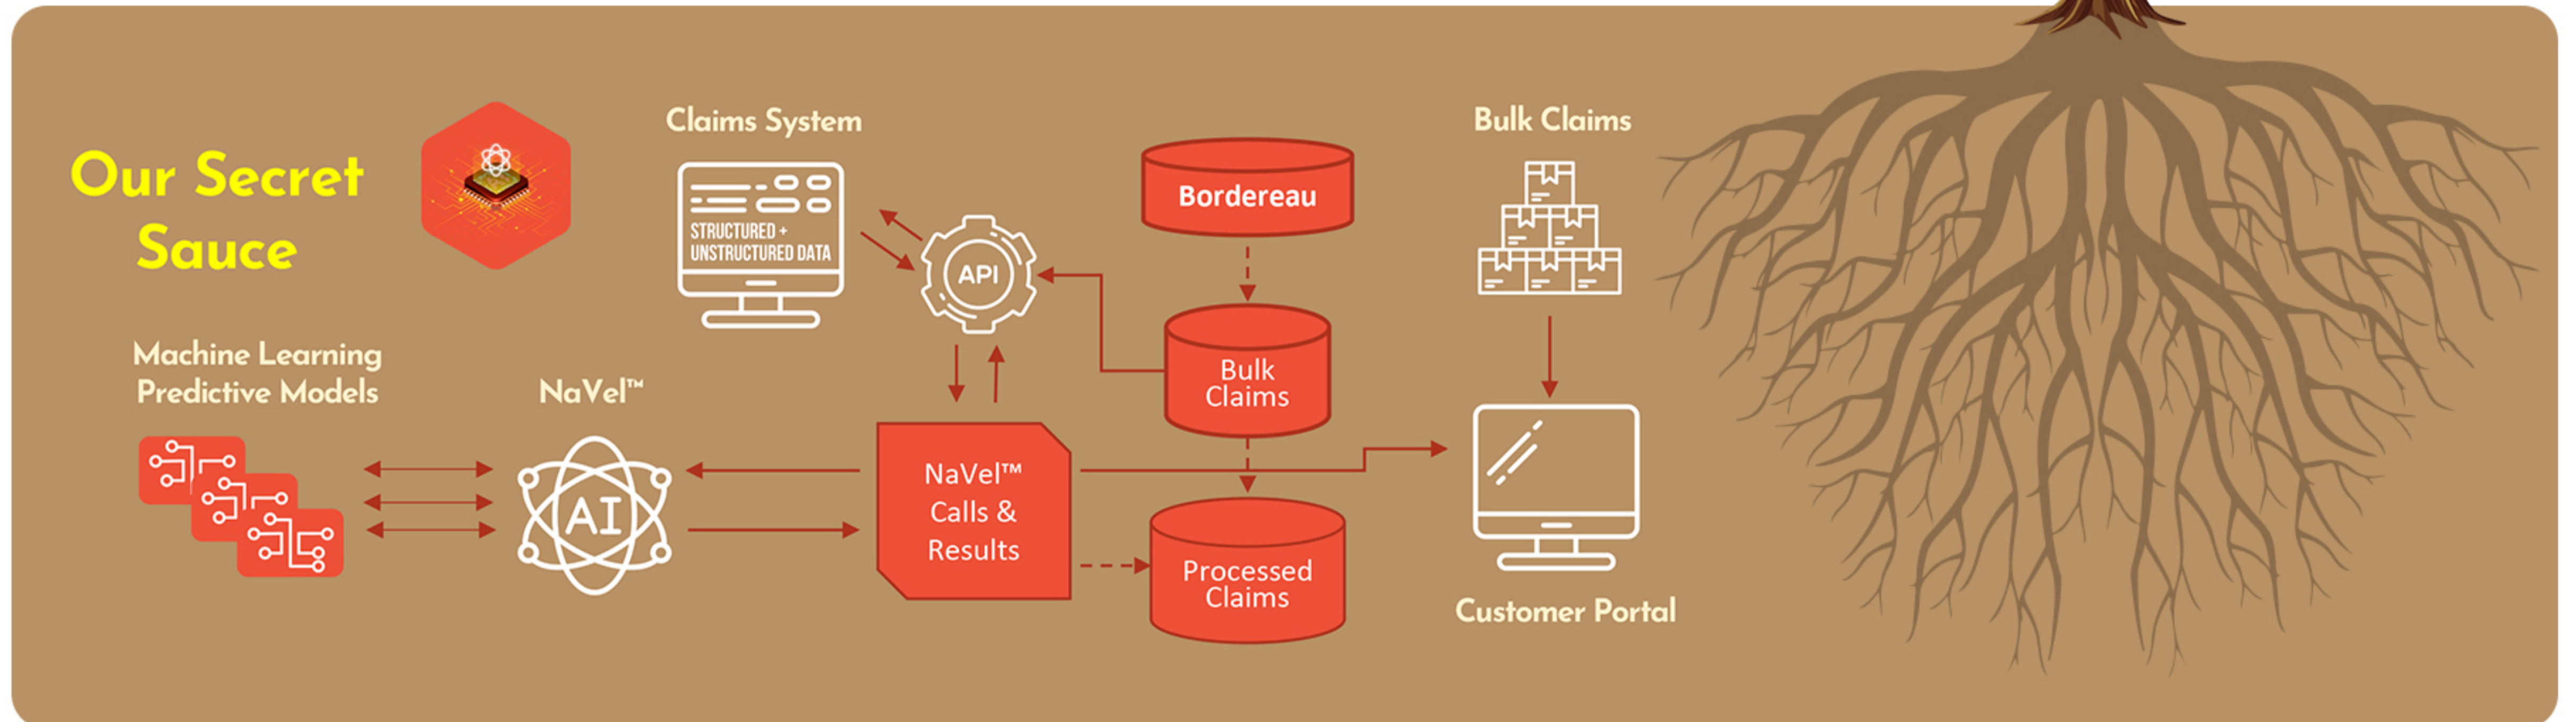 Our Secret
Sauce
Claims System
STRUCTURED +
UNSTRUCTURED DATA
API
Bordereau
Bulk Claims
Machine Learning
Predictive Models
NaVel™
Bulk
Claims
AI
NaVel™
Calls &
Results
Processed
Claims
Customer Portal